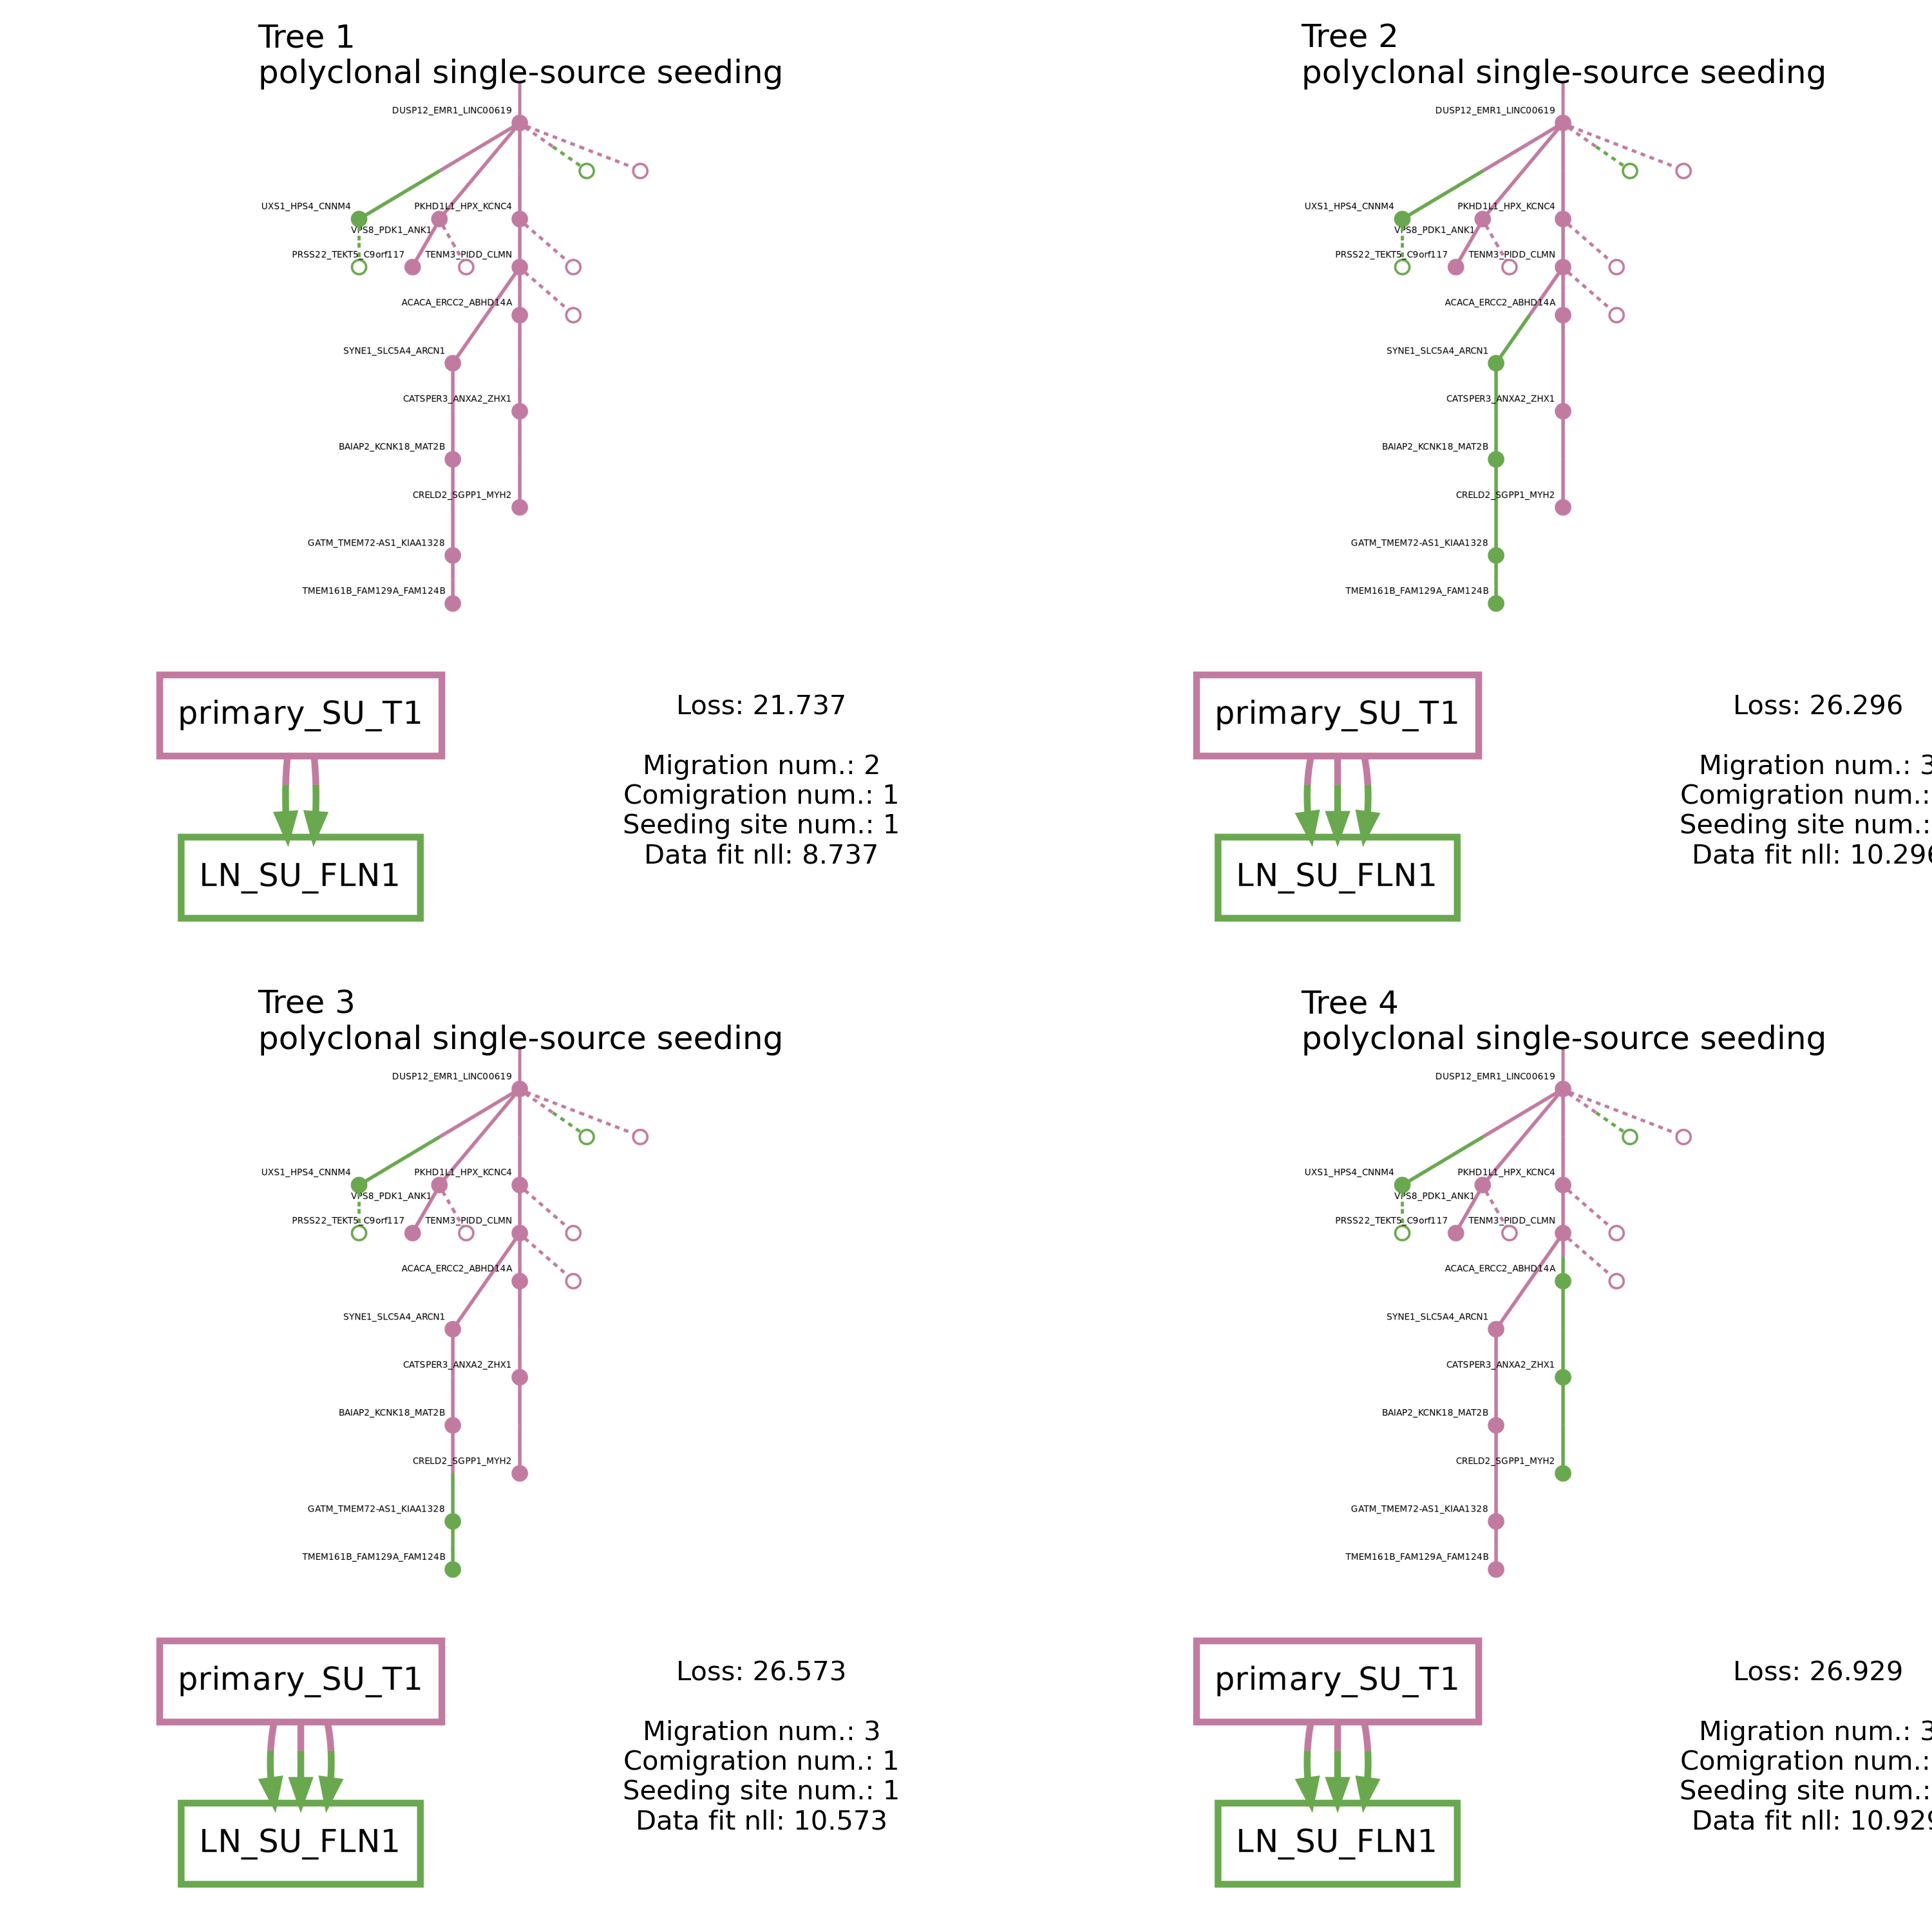 Tree 1
polyclonal single-source seeding
DUSP12_EMR1_LINC00619
UXS1_HPS4_CNNM4
PKHD1L1_HPX_KCNC4
VPS8_PDK1_ANK1
PRSS22_TEKT5_C9orf117
TENM3_PIDD_CLMN
ACACA_ERCC2_ABHD14A
SYNE1_SLC5A4_ARCN1
CATSPER3_ANXA2_ZHX1
BAIAP2_KCNK18_MAT2B
CRELD2_SGPP1_MYH2
GATM_TMEM72-AS1_KIAA1328
TMEM161B_FAM129A_FAM124B
primary_SU_T1
LN_SU_FLN1
Loss: 21.737
Migration num.: 2
Comigration num.: 1
Seeding site num.: 1
Data fit nll: 8.737
Tree 2
polyclonal single-source seeding
DUSP12_EMR1_LINC00619
UXS1_HPS4_CNNM4
PKHD1L1_HPX_KCNC4
VPS8_PDK1_ANK1
PRSS22_TEKT5_C9orf117
TENM3_PIDD_CLMN
ACACA_ERCC2_ABHD14A
SYNE1_SLC5A4_ARCN1
CATSPER3_ANXA2_ZHX1
BAIAP2_KCNK18_MAT2B
CRELD2_SGPP1_MYH2
GATM_TMEM72-AS1_KIAA1328
TMEM161B_FAM129A_FAM124B
primary_SU_T1
LN_SU_FLN1
Loss: 26.296
Migration num.: 3
Comigration num.:
Seeding site num.:
Data fit nll: 10.296
Tree 3
polyclonal single-source seeding
DUSP12_EMR1_LINC00619
UXS1_HPS4_CNNM4
PKHD1L1_HPX_KCNC4
VPS8_PDK1_ANK1
PRSS22_TEKT5_C9orf117
TENM3_PIDD_CLMN
ACACA_ERCC2_ABHD14A
SYNE1_SLC5A4_ARCN1
CATSPER3_ANXA2_ZHX1
BAIAP2_KCNK18_MAT2B
CRELD2_SGPP1_MYH2
GATM_TMEM72-AS1_KIAA1328
TMEM161B_FAM129A_FAM124B
primary_SU_T1
LN_SU_FLN1
Loss: 26.573
Migration num.: 3
Comigration num.: 1
Seeding site num.: 1
Data fit nll: 10.573
Tree 4
polyclonal single-source seeding
DUSP12_EMR1_LINC00619
UXS1_HPS4_CNNM4
PKHD1L1_HPX_KCNC4
VPS8_PDK1_ANK1
PRSS22_TEKT5_C9orf117
TENM3_PIDD_CLMN
ACACA_ERCC2_ABHD14A
SYNE1_SLC5A4_ARCN1
CATSPER3_ANXA2_ZHX1
BAIAP2_KCNK18_MAT2B
CRELD2_SGPP1_MYH2
GATM_TMEM72-AS1_KIAA1328
TMEM161B_FAM129A_FAM124B
primary_SU_T1
LN_SU_FLN1
Loss: 26.929
Migration num.: 3
Comigration num.:
Seeding site num.:
Data fit nll: 10.929